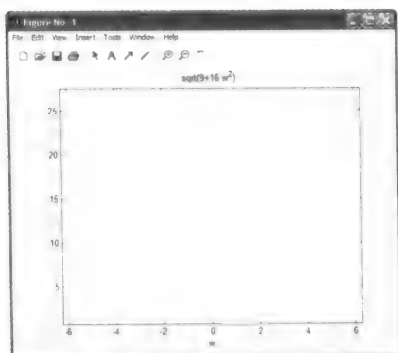 Figure No. 1
File Edit View Insert Tools Window Help
A
sqrt(9+16 w²)
25
20
15
10
5
-6 -4 -2 0 2 4 6
w